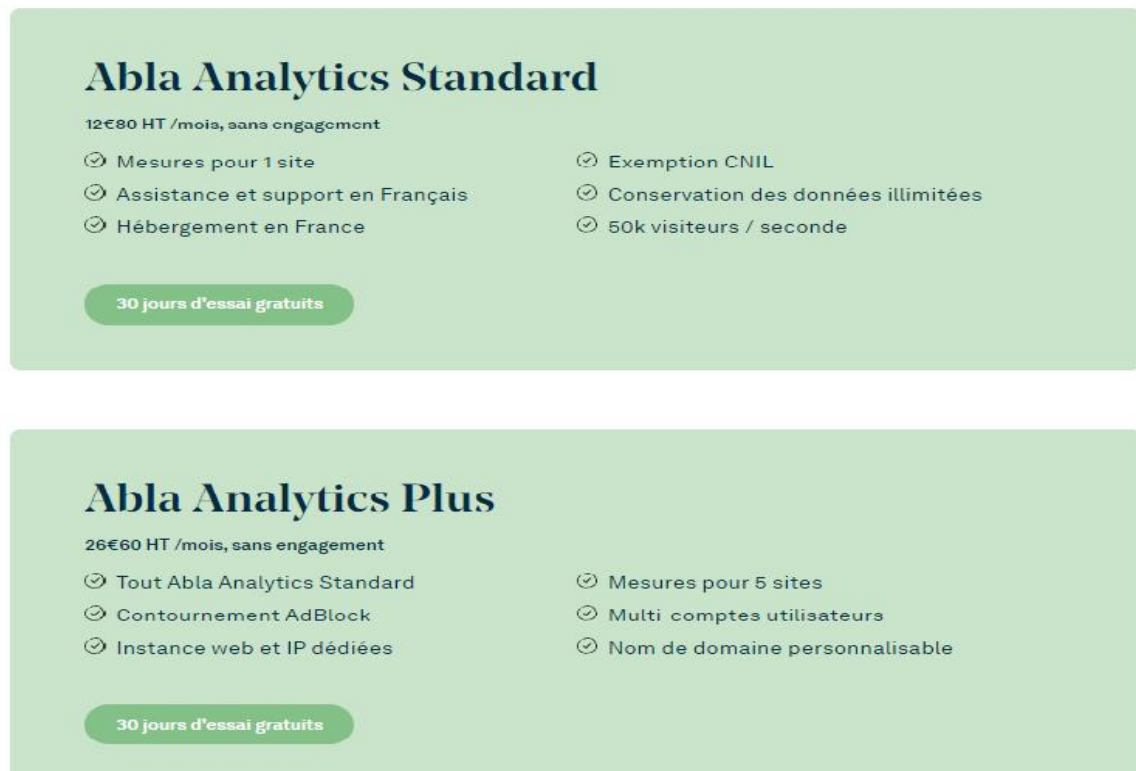 Abla Analytics Standard
12€80 HT /mois, sans engagement
Mesures pour 1 site
Assistance et support en Français
Hébergement en France
Exemption CNIL
Conservation des données illimitées
50k visiteurs / seconde
30 jours d'essai gratuits
Abla Analytics Plus
26€60 HT /mois, sans engagement
Tout Abla Analytics Standard
Contournement AdBlock
Instance web et IP dédiées
Mesures pour 5 sites
Multi comptes utilisateurs
Nom de domaine personnalisable
30 jours d'essai gratuits